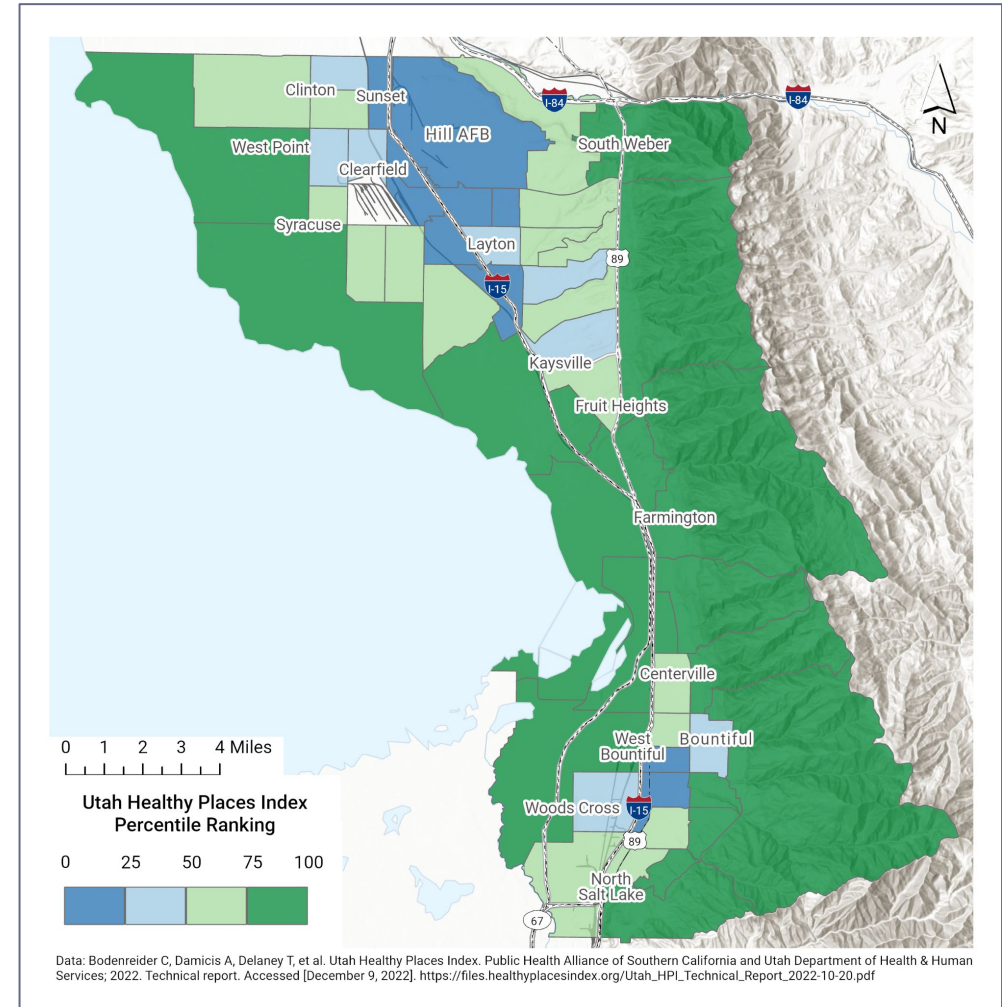 I-84
I-84
N
Clinton
Sunset
Hill AFB
South Weber
West Point
Clearfield
Syracuse
Layton
89
I-15
Kaysville
Fruit Heights
Farmington
Centerville
West
Bountiful
Bountiful
Woods Cross
I-15
89
North
Salt Lake
67
0 1 2 3 4 Miles
Utah Healthy Places Index
Percentile Ranking
0 25 50 75 100
Data: Bodenreider C, Damicis A, Delaney T, et al. Utah Healthy Places Index. Public Health Alliance of Southern California and Utah Department of Health & Human
Services; 2022. Technical report. Accessed [December 9, 2022]. https://files.healthyplacesindex.org/Utah_HPI_Technical_Report_2022-10-20.pdf